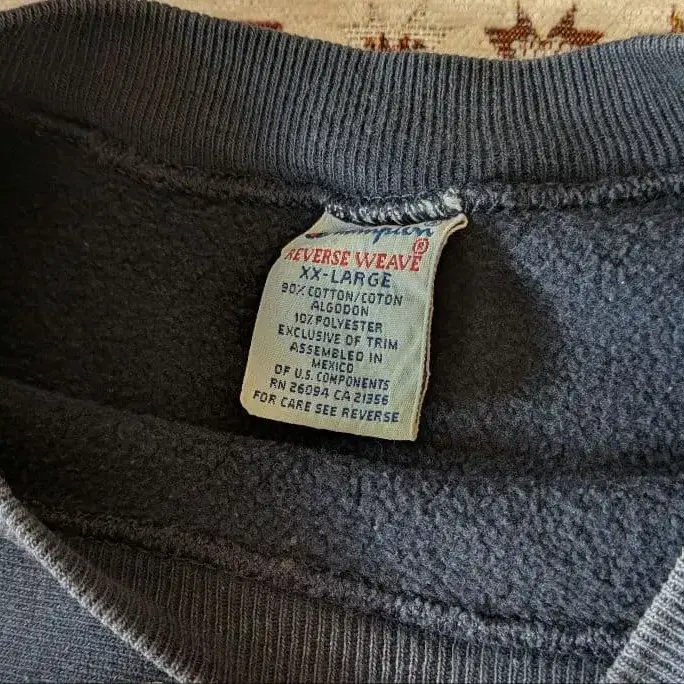 Champion
REVERSE WEAVE®
XX-LARGE
90% COTTON/COTON
ALGODON
10% POLYESTER
EXCLUSIVE OF TRIM
ASSEMBLED IN
MEXICO
OF U.S. COMPONENTS
RN 26094 CA 21356
FOR CARE SEE REVERSE